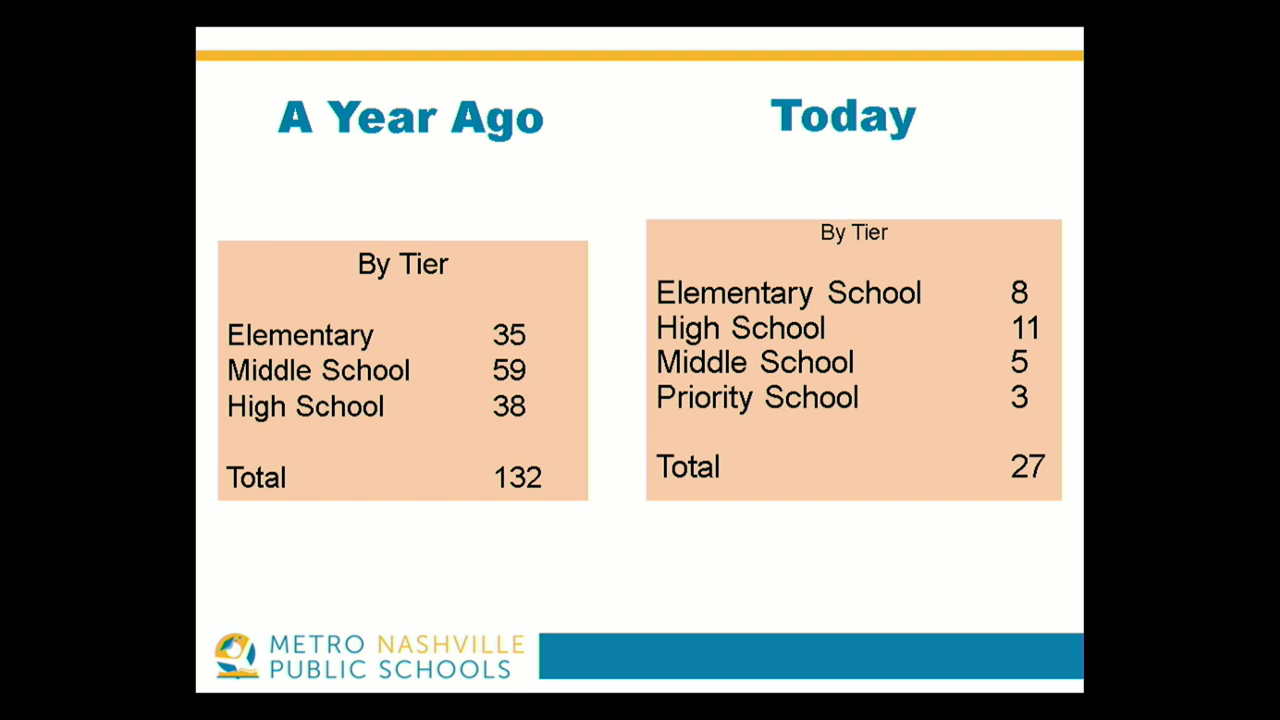 A Year Ago
Today
By Tier
Elementary 35
Middle School 59
High School 38
Total 132
By Tier
Elementary School 8
High School 11
Middle School 5
Priority School 3
Total 27
METRO NASHVILLE
PUBLIC SCHOOLS